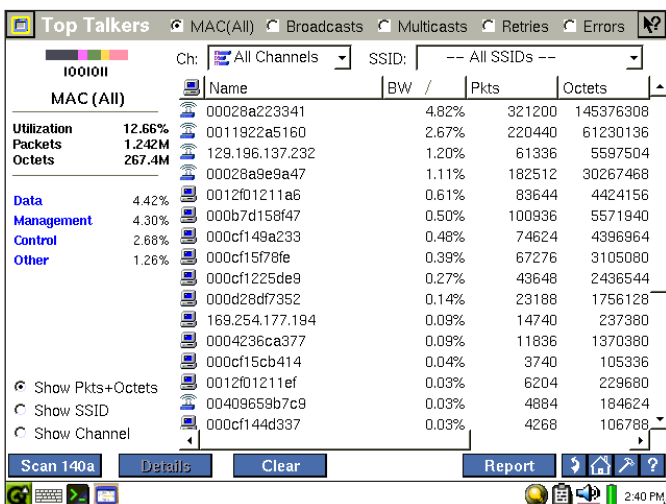 Top Talkers MAC(All) Broadcasts Multicasts Retries Errors
Ch: All Channels SSID: -- All SSIDs --
1001011
MAC (All)
Utilization 12.66%
Packets 1.242M
Octets 267.4M
Data 4.42%
Management 4.30%
Control 2.68%
Other 1.26%
Show Pkts+Octets
Show SSID
Show Channel
Name BW / Pkts Octets
00028a223341 4.82% 321200 145376308
0011922a5160 2.67% 220440 61230136
129.196.137.232 1.20% 61336 5597504
00028a9e9a47 1.11% 182512 30267468
0012f01211a6 0.61% 83644 4424156
000b7d158f47 0.50% 100936 5571940
000cf149a233 0.48% 74624 4396964
000cf15f78fe 0.39% 67276 3105080
000cf1225de9 0.27% 43648 2436544
000d28df7352 0.14% 23188 1756128
169.254.177.194 0.09% 14740 237380
0004236ca377 0.09% 11836 1370380
000cf15cb414 0.04% 3740 105336
0012f01211ef 0.03% 6204 229680
00409659b7c9 0.03% 4884 184624
000cf144d337 0.03% 4268 106788
Scan 140a Details Clear Report ?
2:40 PM